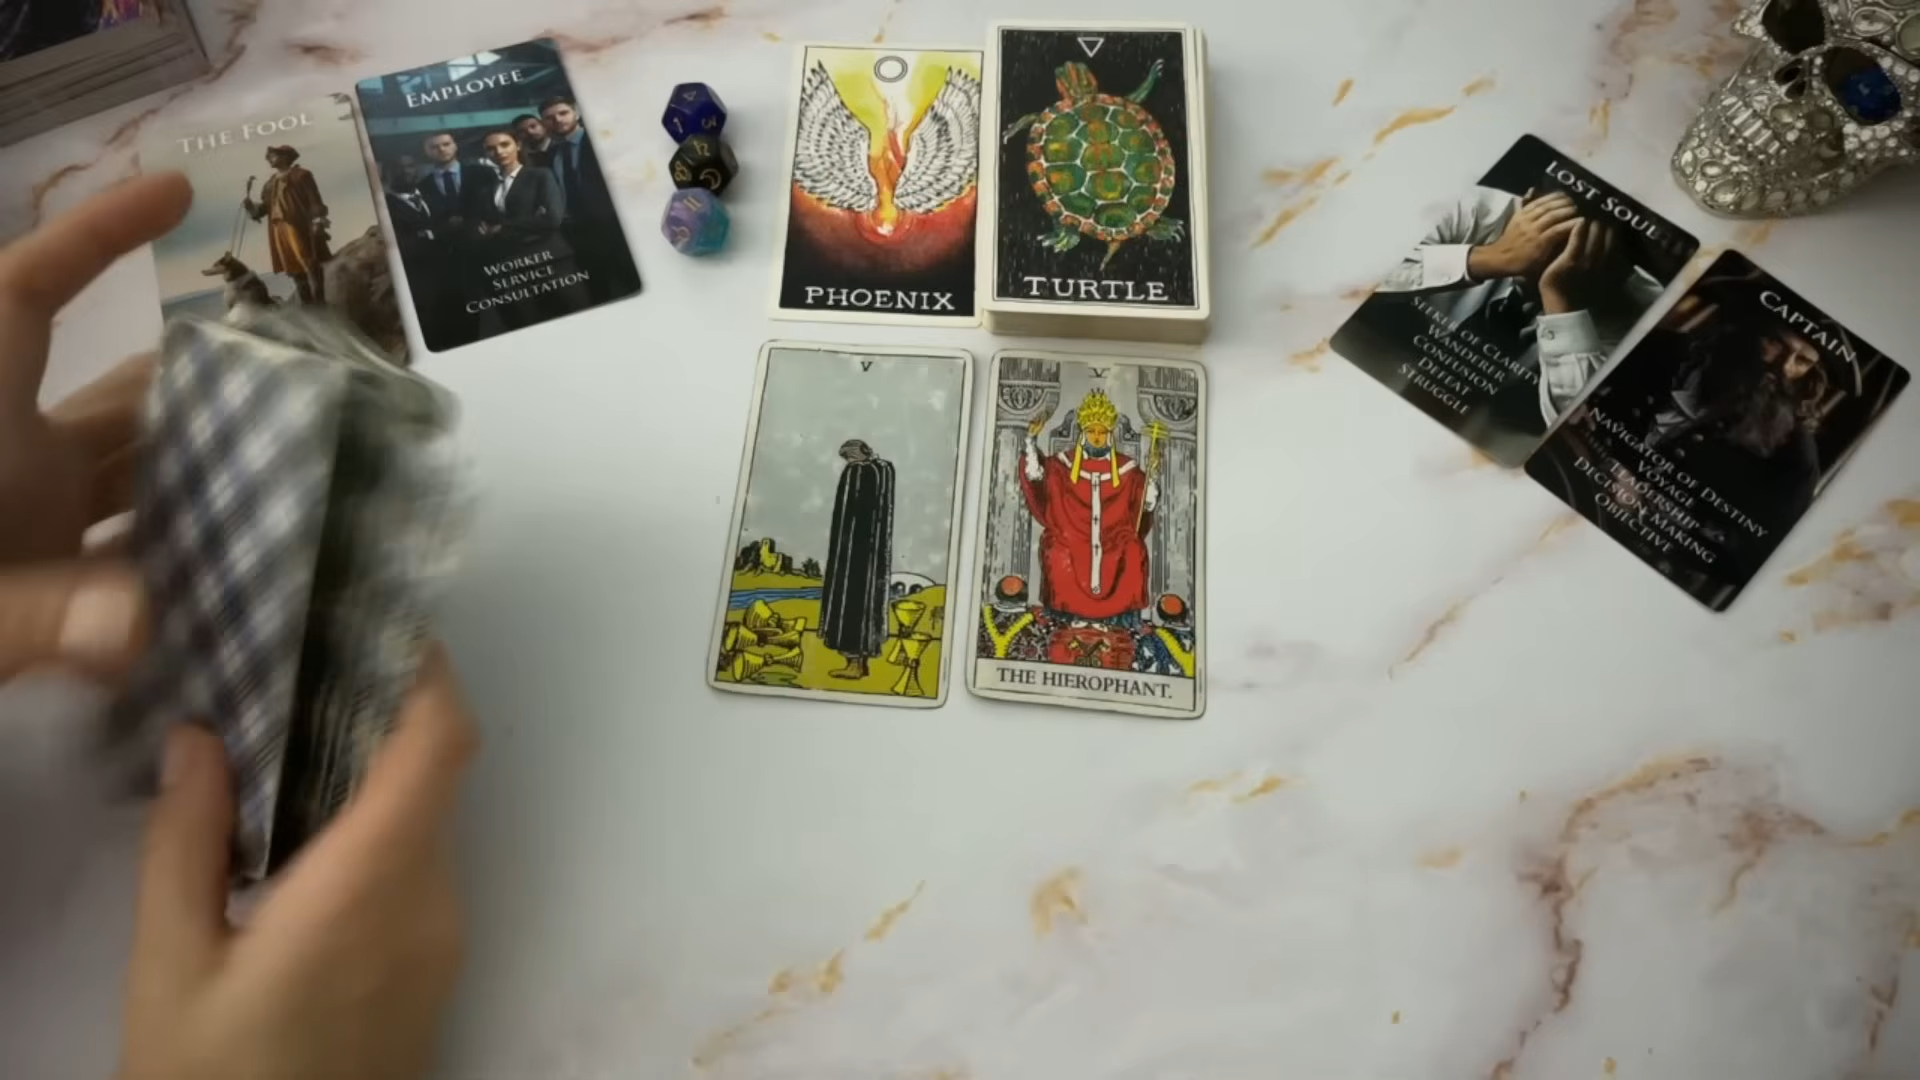 THE FOOL
EMPLOYEE
WORKER
SERVICE
CONSULTATION
PHOENIX
TURTLE
V
V
THE HIEROPHANT.
LOST SOUL
SEEKER OF CLARITY
WANDERER
CONFUSION
DEFEAT
STRUGGLE
CAPTAIN
NAVIGATOR OF DESTINY
VOYAGE
LEADERSHIP
DECISION MAKING
OBJECTIVE